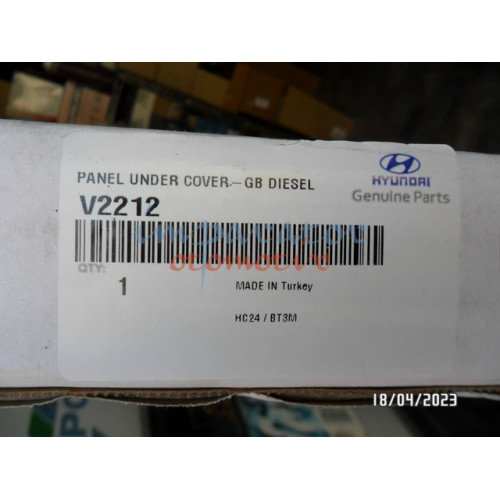 PANEL UNDER COVER-GB DIESEL
HYUNDAI
V2212
Genuine Parts
otomotiv
QTY:
1
MADE IN Turkey
HC24 / BT3M
18/04/2023